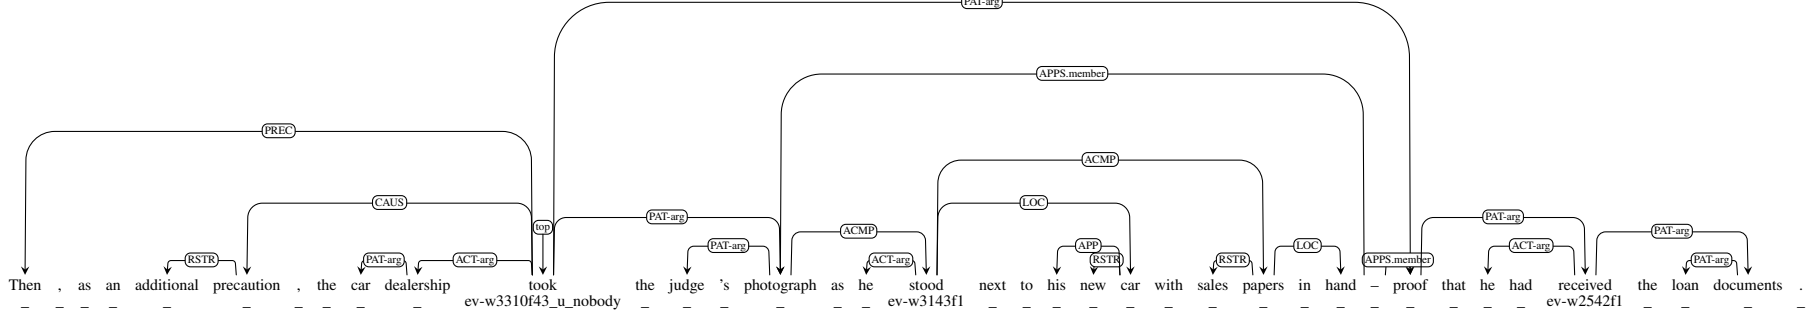 PAT-arg
APPS.member
PREC
ACMP
CAUS LOC
top PAT-arg PAT-arg
ACMP PAT-arg
PAT-arg APP LOC ACT-arg
RSTR PAT-arg ACT-arg ACT-arg RSTR RSTR APPS.member PAT-arg
Then , as an additional precaution , the car dealership took the judge 's photograph as he stood next to his new car with sales papers in hand – proof that he had received the loan documents .
_ _ _ _ _ _ _ _ _ _ ev-w3310f43_u_nobody _ _ _ _ _ _ ev-w3143f1 _ _ _ _ _ _ _ _ _ _ _ _ _ _ _ ev-w2542f1 _ _ _ _